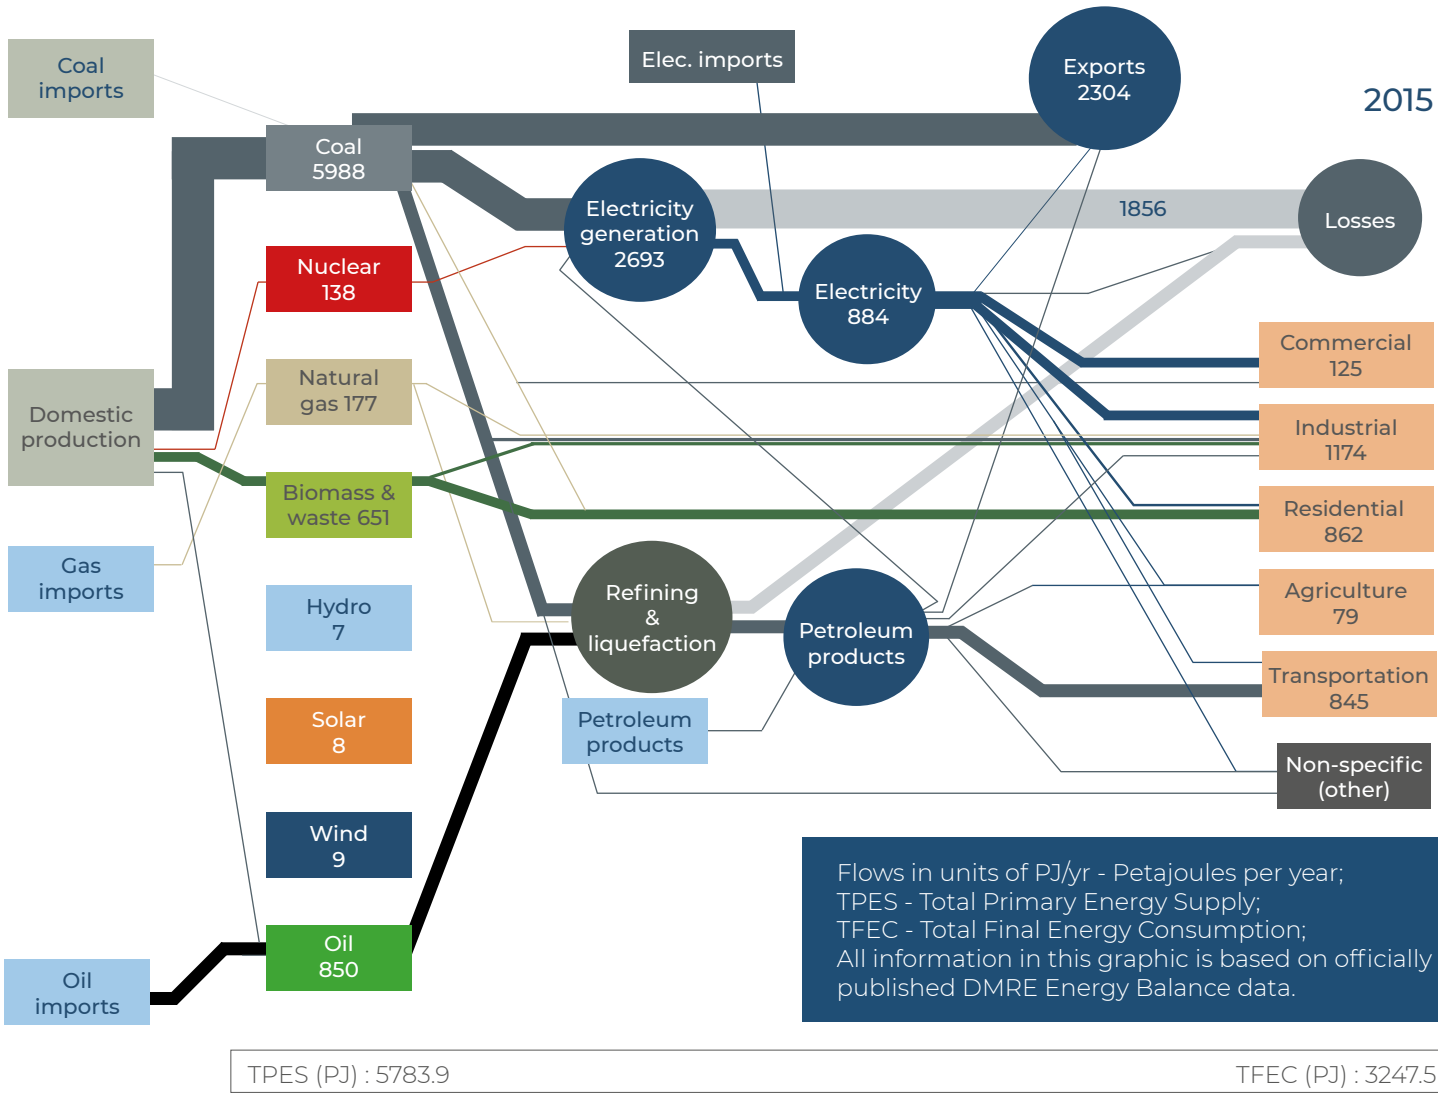 Coal
imports
Elec. imports
Exports
2304
2015
Coal
5988
Electricity
generation
2693
1856
Losses
Nuclear
138
Electricity
884
Commercial
125
Natural
gas 177
Domestic
production
Industrial
1174
Biomass &
waste 651
Residential
862
Gas
imports
Hydro
7
Refining
&
liquefaction
Petroleum
products
Agriculture
79
Transportation
845
Solar
8
Petroleum
products
Non-specific
(other)
Wind
9
Oil
850
Oil
imports
Flows in units of PJ/yr - Petajoules per year;
TPES - Total Primary Energy Supply;
TFEC - Total Final Energy Consumption;
All information in this graphic is based on officially
published DMRE Energy Balance data.
TPES (PJ) : 5783.9
TFEC (PJ) : 3247.5